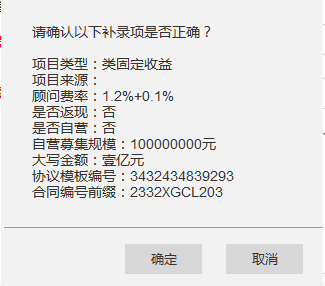 请确认以下补录项是否正确？
项目类型：类固定收益
项目来源：
顾问费率：1.2%+0.1%
是否返现：否
是否自营：否
自营募集规模：100000000元
大写金额：壹亿元
协议模板编号：3432434839293
合同编号前缀：2332XGCL203
确定
取消